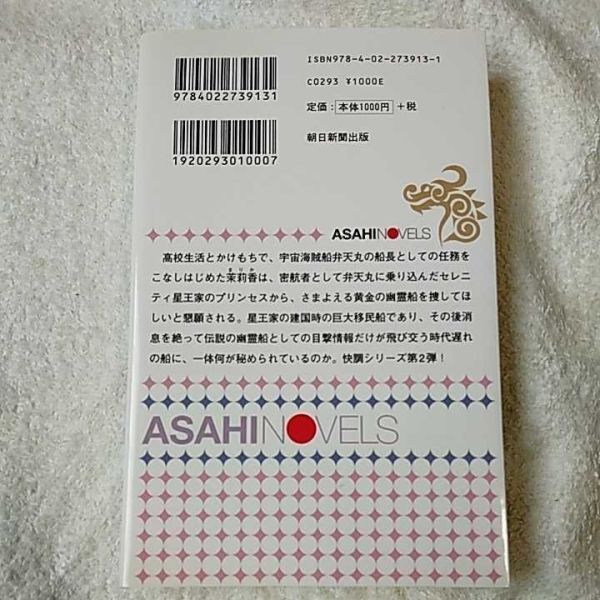 ISBN978-4-02-273913-1
C0293 ¥1000E
定価：本体1000円＋税
朝日新聞出版
9784022739131
1920293010007
ASAHI NOVELS
高校生活とかけもちで、宇宙海賊船弁天丸の船長としての任務を
こなしはじめた茉莉香は、密航者として弁天丸に乗り込んだセレニ
ティ星王家のプリンセスから、さまよえる黄金の幽霊船を捜してほ
しいと懇願される。星王家の建国時の巨大移民船であり、その後消
息を絶って伝説の幽霊船としての目撃情報だけが飛び交う時代遅れ
の船に、一体何が秘められているのか。快調シリーズ第2弾！
ASAHI NOVELS